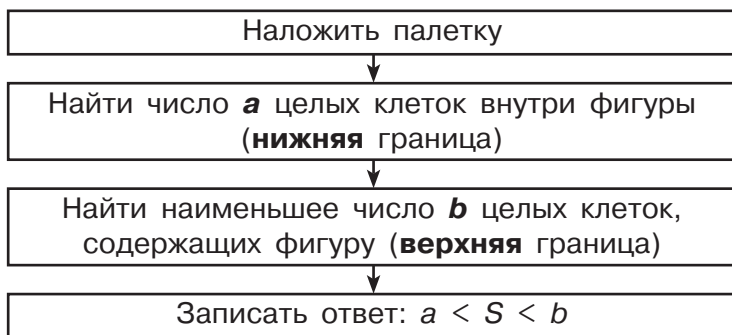 Наложить палетку
Найти число a целых клеток внутри фигуры
(нижняя граница)
Найти наименьшее число b целых клеток,
содержащих фигуру (верхняя граница)
Записать ответ: a < S < b